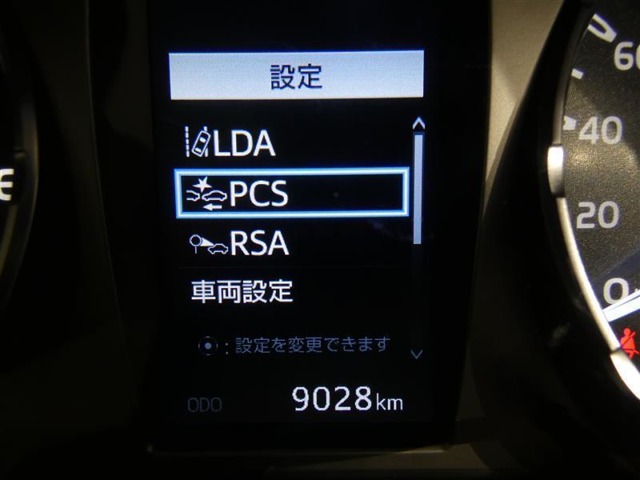 設定
LDA
PCS
RSA
車両設定
:設定を変更できます
ODO 9028km
60
40
20
0
E